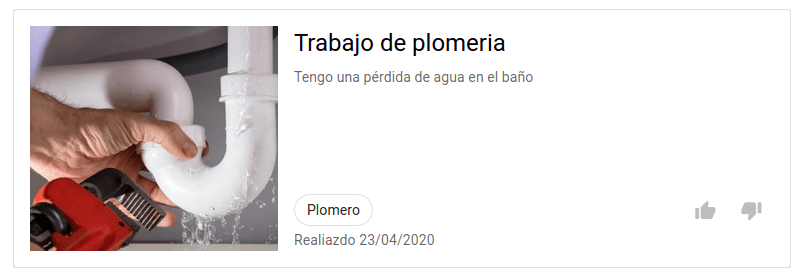 Trabajo de plomeria
Tengo una pérdida de agua en el baño
Plomero
Realiazdo 23/04/2020